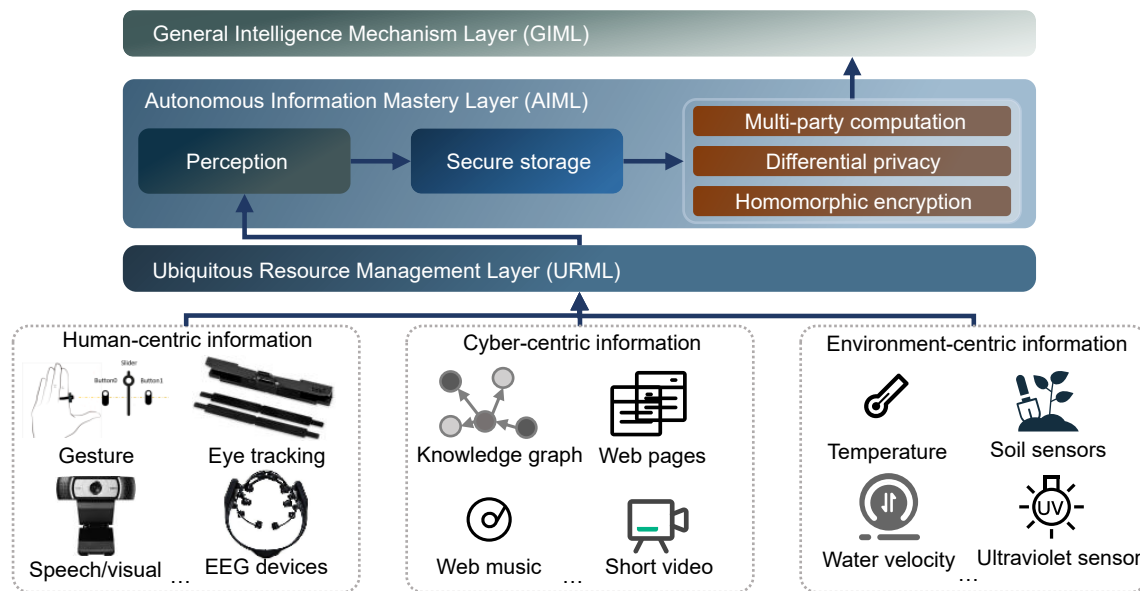 General Intelligence Mechanism Layer (GIML)
Autonomous Information Mastery Layer (AIML)
Perception
Secure storage
Multi-party computation
Differential privacy
Homomorphic encryption
Ubiquitous Resource Management Layer (URML)
Human-centric information
Slider
Button0
Button1
Gesture
Eye tracking
Speech/visual
EEG devices
...
Cyber-centric information
Knowledge graph
Web pages
Web music
Short video
...
Environment-centric information
Temperature
Soil sensors
UV
Water velocity
Ultraviolet sensor
...